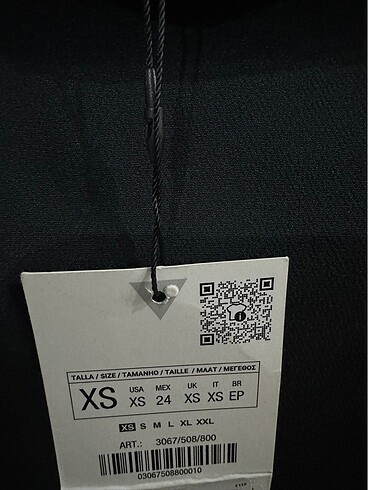 TALLA / SIZE / TAMANHO / TAILLE / MAAT / ΜΕΓΕΘΟΣ
XS USA XS MEX 24 UK XS IT XS BR EP
XS S M L XL XXL
ART.: 3067/508/800
03067508800010